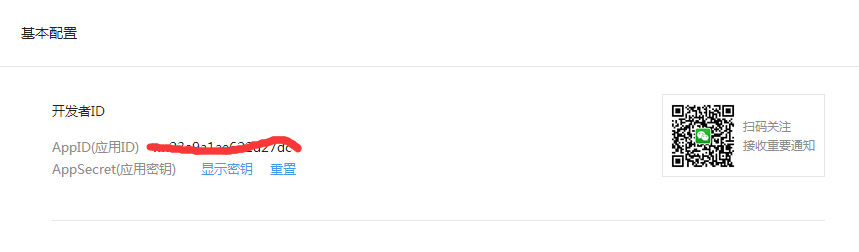 基本配置
开发者ID
AppID(应用ID)
AppSecret(应用密钥) 显示密钥 重置
扫码关注
接收重要通知